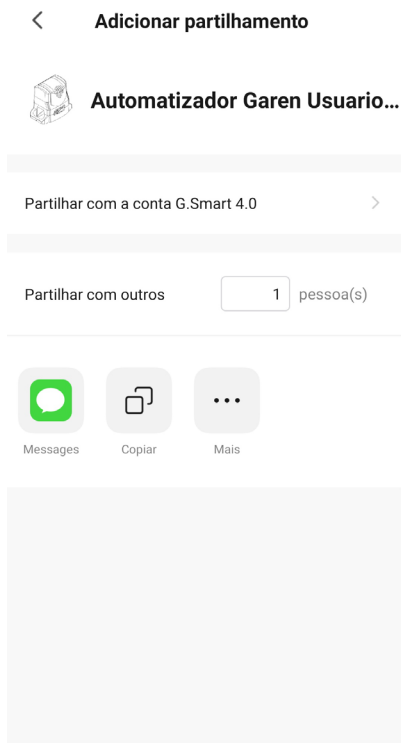 Adicionar partilhamento
Automatizador Garen Usuario...
Partilhar com a conta G.Smart 4.0
Partilhar com outros 1 pessoa(s)
Messages Copiar Mais